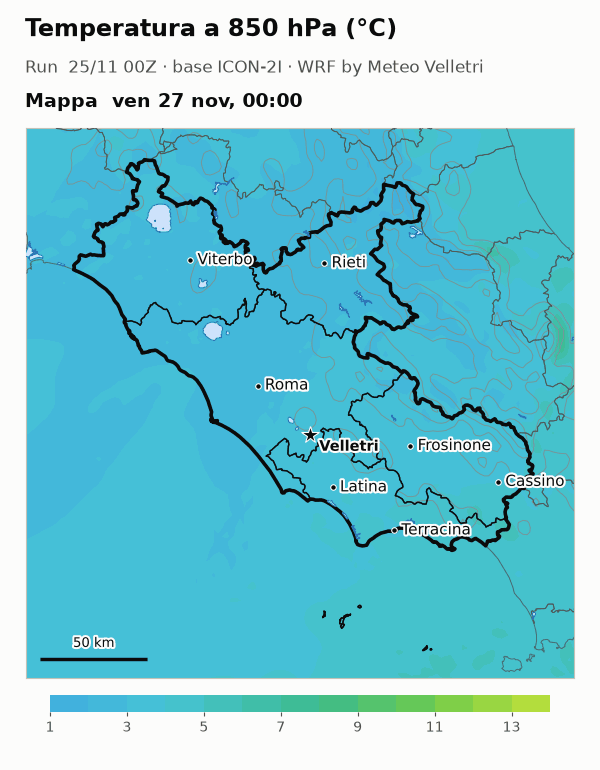 Temperatura a 850 hPa (°C)
Run  25/11 00Z · base ICON-2I · WRF by Meteo Velletri
Mappa  ven 27 nov, 00:00
Viterbo
Rieti
Roma
Velletri
Frosinone
Latina
Cassino
Terracina
50 km
1 3 5 7 9 11 13